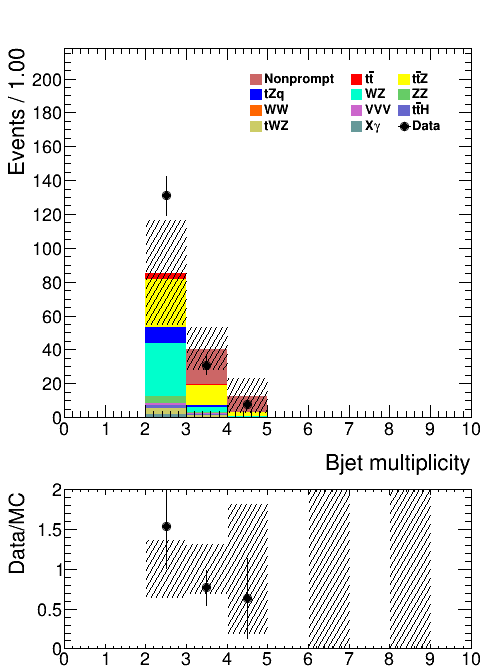 Events / 1.00
200
180
160
140
120
100
80
60
40
20
0
Nonprompt tt̄ tt̄Z
tZq WZ ZZ
WW VVV tt̄H
tWZ Xγ Data
0 1 2 3 4 5 6 7 8 9 10
Bjet multiplicity
Data/MC
2
1.5
1
0.5
0
0 1 2 3 4 5 6 7 8 9 10